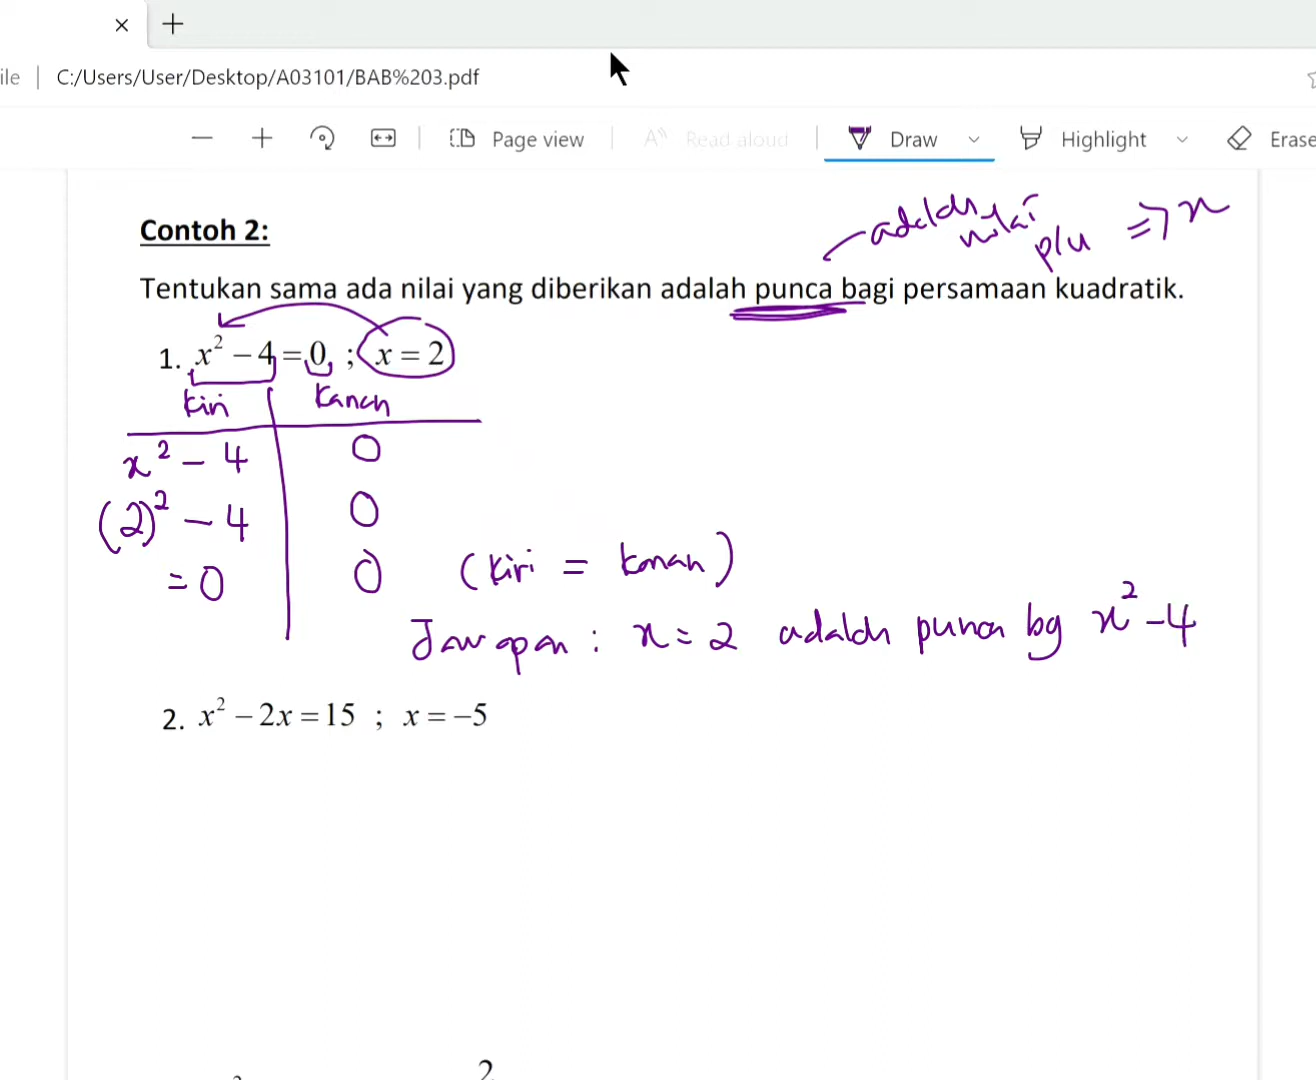 ile | C:/Users/User/Desktop/A03101/BAB%203.pdf
Page view Read aloud Draw Highlight Erase
adalah nilai plu => x
Contoh 2:
Tentukan sama ada nilai yang diberikan adalah punca bagi persamaan kuadratik.
1. x² − 4 = 0 ; x = 2
kiri kanan
x² − 4 0
(2)² − 4 0
= 0 0 (kiri = kanan)
Jawapan : x = 2 adalah punca bg x² − 4
2. x² − 2x = 15 ; x = −5
2